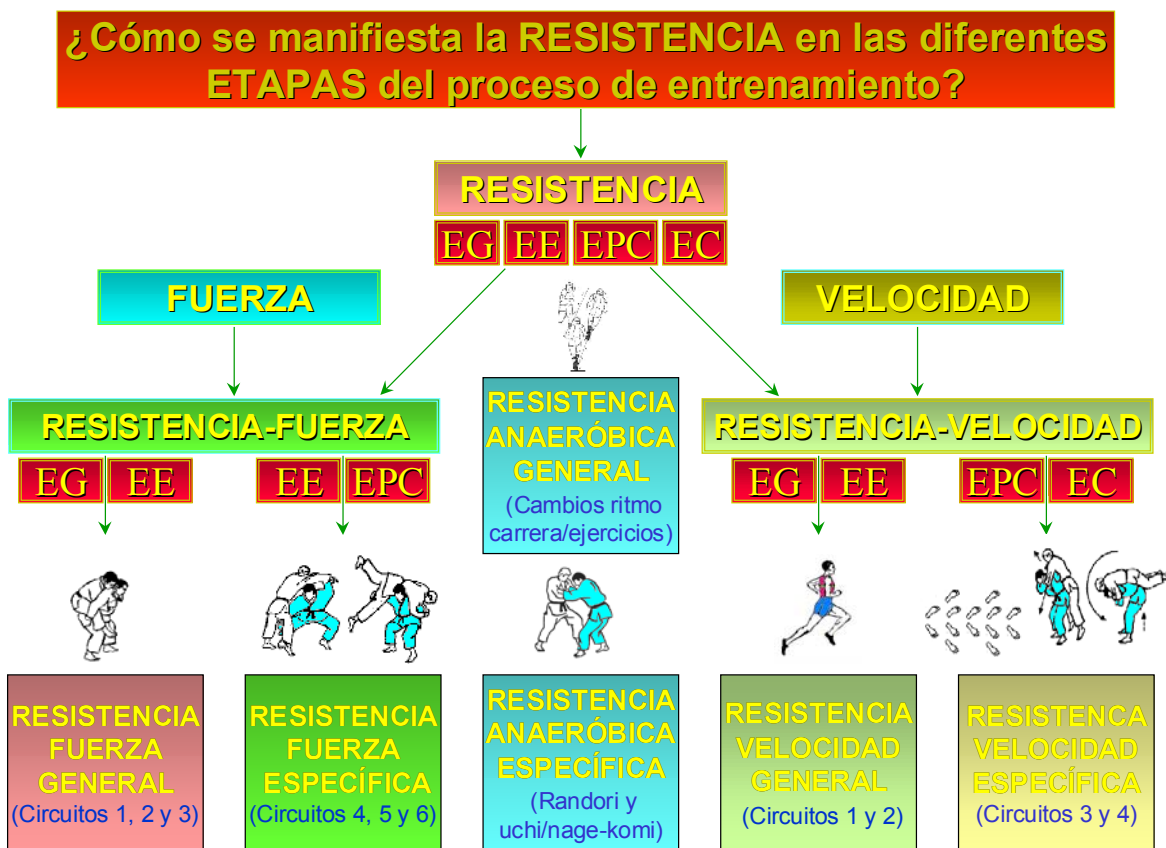 ¿Cómo se manifiesta la RESISTENCIA en las diferentes
ETAPAS del proceso de entrenamiento?
RESISTENCIA
EG EE EPC EC
FUERZA
VELOCIDAD
RESISTENCIA-FUERZA
EG EE
EE EPC
RESISTENCIA
ANAERÓBICA
GENERAL
(Cambios ritmo
carrera/ejercicios)
RESISTENCIA-VELOCIDAD
EG EE
EPC EC
RESISTENCIA
FUERZA
GENERAL
(Circuitos 1, 2 y 3)
RESISTENCIA
FUERZA
ESPECÍFICA
(Circuitos 4, 5 y 6)
RESISTENCIA
ANAERÓBICA
ESPECÍFICA
(Randori y
uchi/nage-komi)
RESISTENCIA
VELOCIDAD
GENERAL
(Circuitos 1 y 2)
RESISTENCA
VELOCIDAD
ESPECÍFICA
(Circuitos 3 y 4)